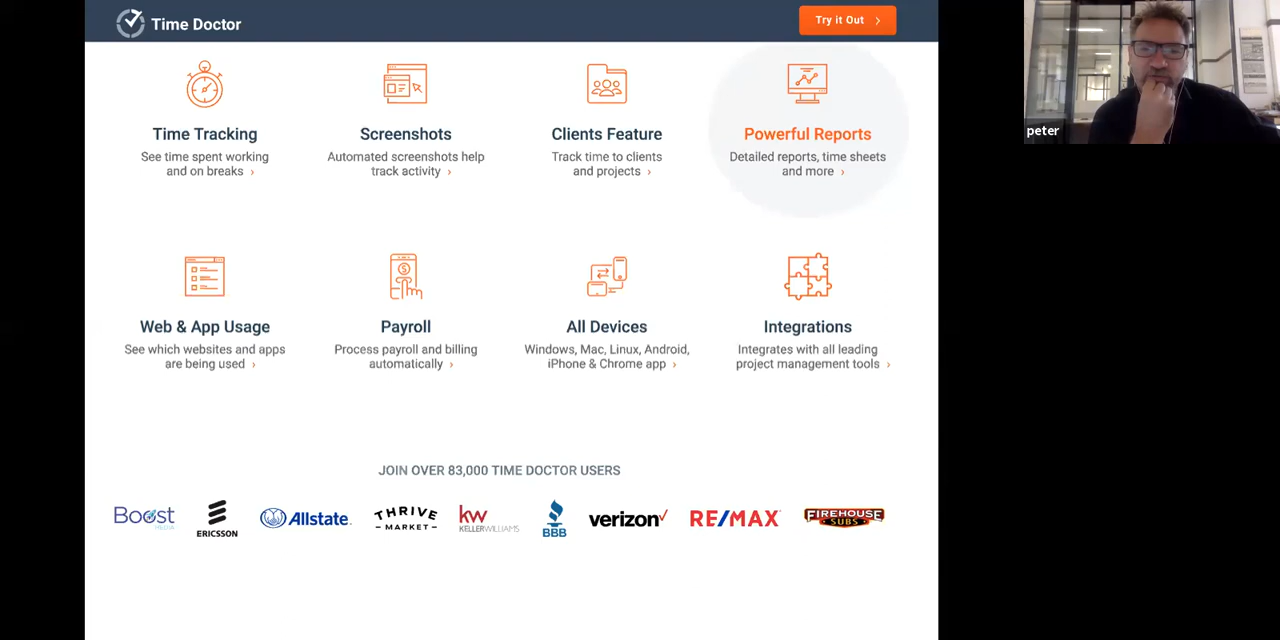 Time Doctor
Try it Out
peter
Time Tracking
See time spent working
and on breaks ›
Screenshots
Automated screenshots help
track activity ›
Clients Feature
Track time to clients
and projects ›
Powerful Reports
Detailed reports, time sheets
and more ›
Web & App Usage
See which websites and apps
are being used ›
Payroll
Process payroll and billing
automatically ›
All Devices
Windows, Mac, Linux, Android,
iPhone & Chrome app ›
Integrations
Integrates with all leading
project management tools ›
JOIN OVER 83,000 TIME DOCTOR USERS
Boost
MEDIA
ERICSSON
Allstate.
THRIVE
MARKET
kw
KELLERWILLIAMS
BBB
verizon
RE/MAX
FIREHOUSE
SUBS